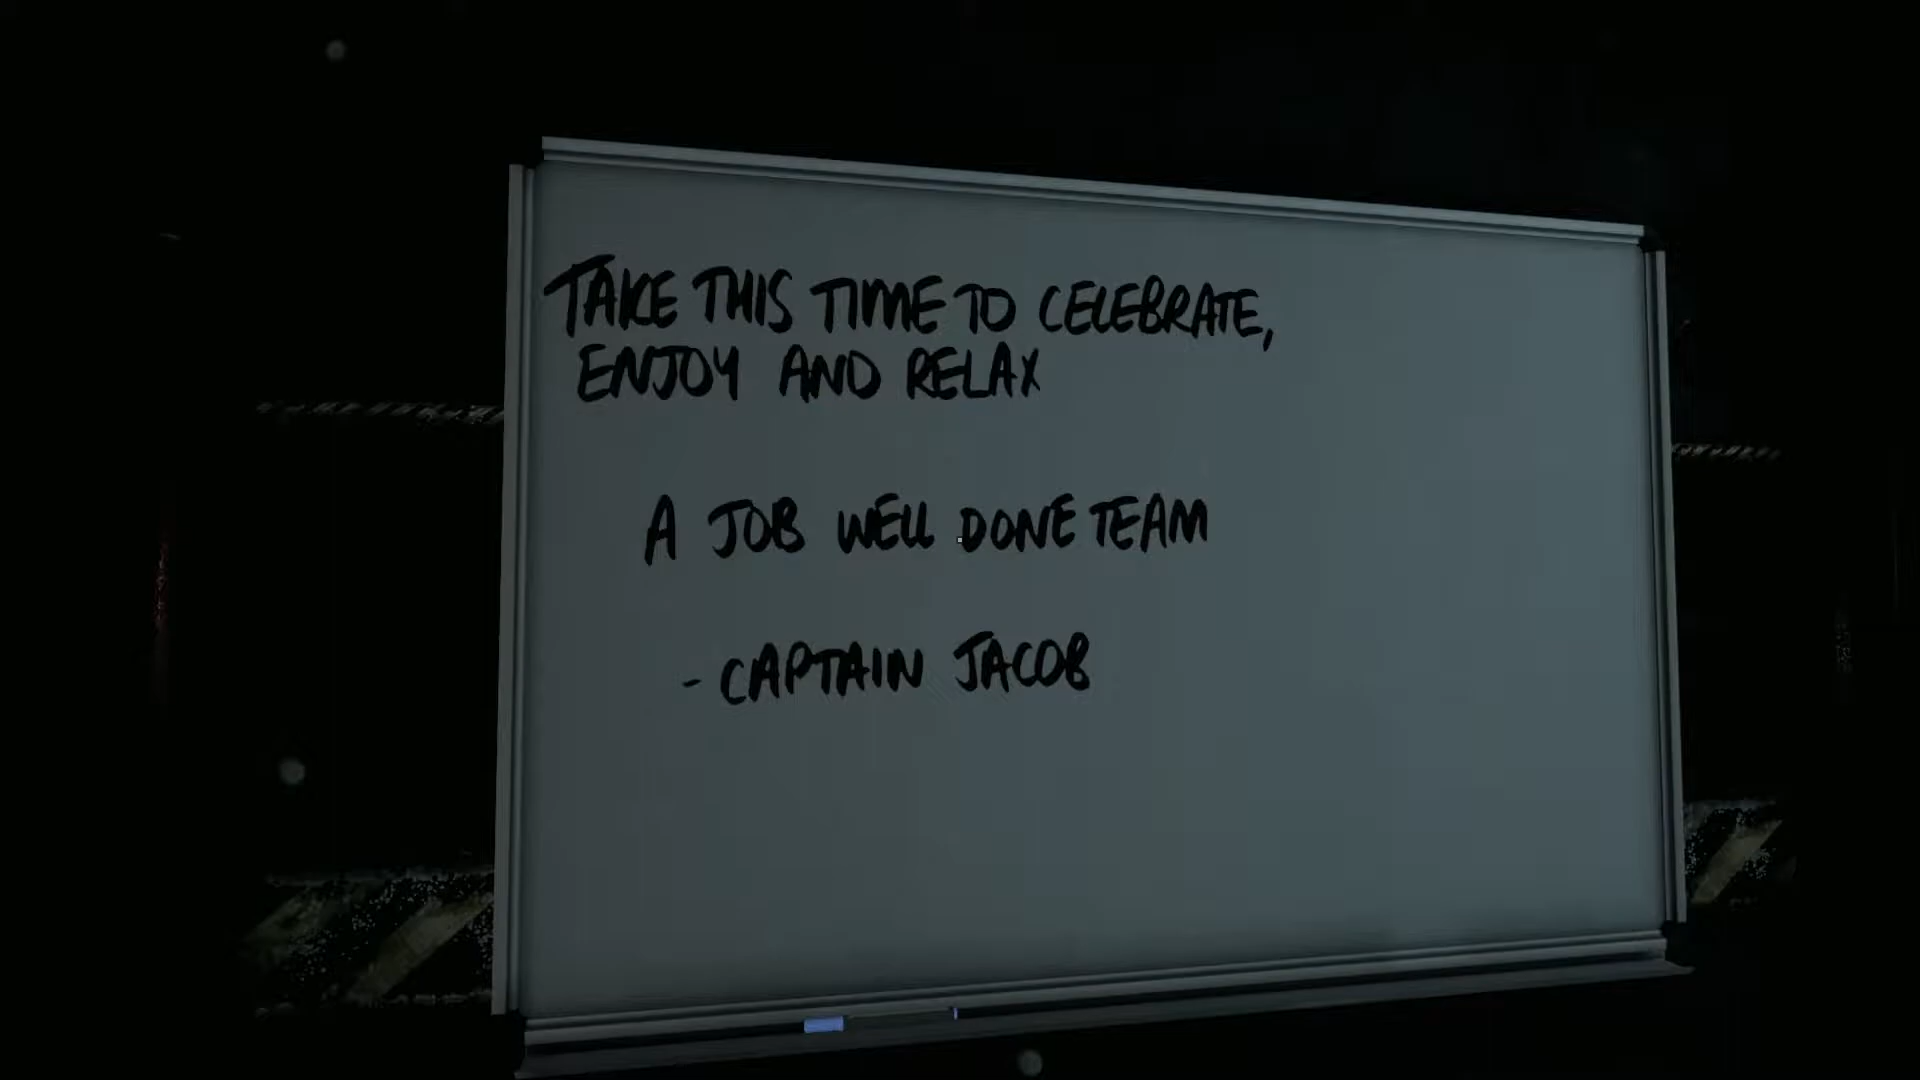 TAKE THIS TIME TO CELEBRATE,
ENJOY AND RELAX
A JOB WELL DONE TEAM
- CAPTAIN JACOB